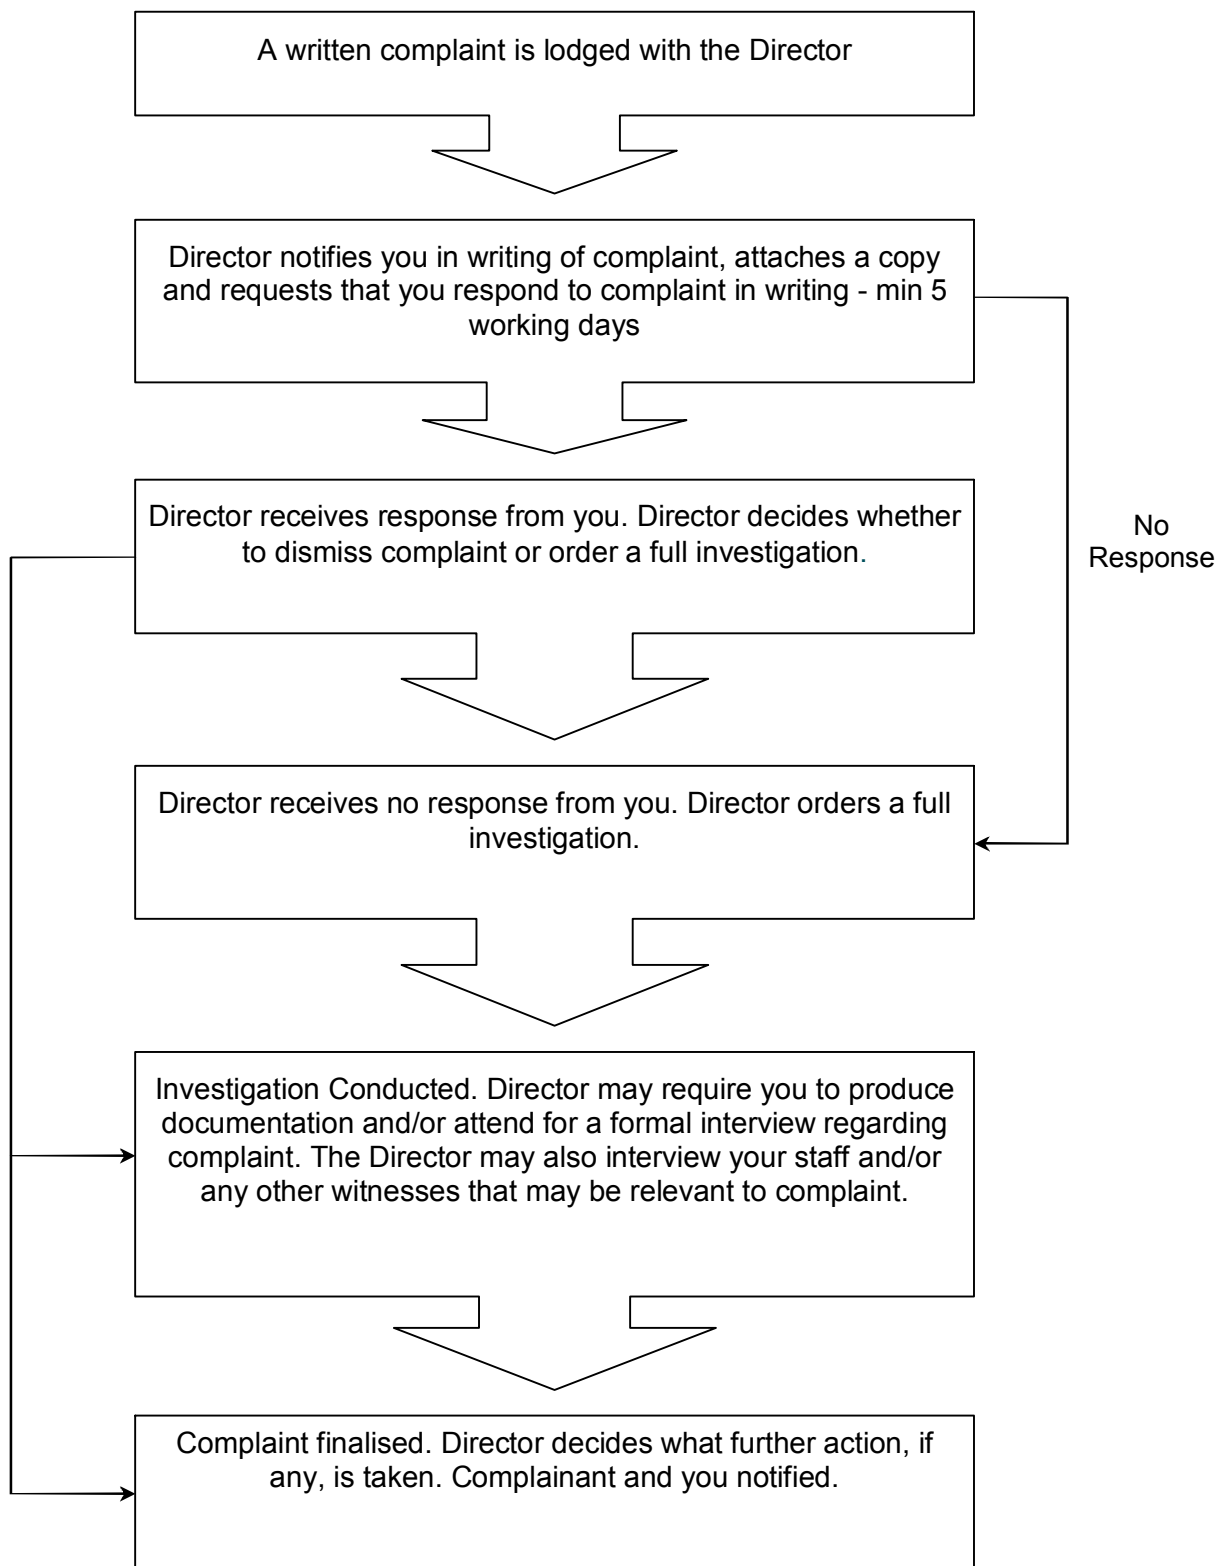 A written complaint is lodged with the Director
Director notifies you in writing of complaint, attaches a copy
and requests that you respond to complaint in writing - min 5
working days
Director receives response from you. Director decides whether
to dismiss complaint or order a full investigation.
No
Response
Director receives no response from you. Director orders a full
investigation.
Investigation Conducted. Director may require you to produce
documentation and/or attend for a formal interview regarding
complaint. The Director may also interview your staff and/or
any other witnesses that may be relevant to complaint.
Complaint finalised. Director decides what further action, if
any, is taken. Complainant and you notified.